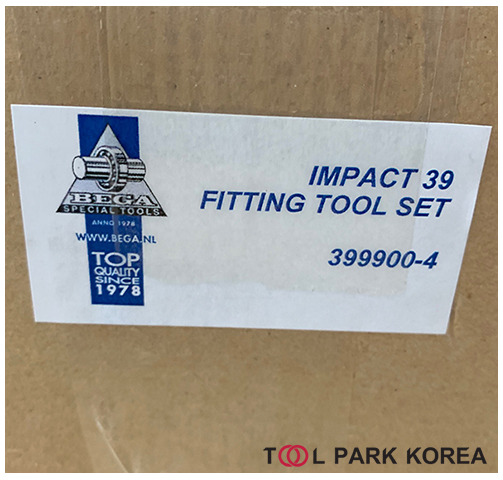 BEGA
SPECIAL TOOLS
ANNO 1978
WWW.BEGA.NL
TOP
QUALITY
SINCE
1978
IMPACT 39
FITTING TOOL SET
399900-4
TOOL PARK KOREA